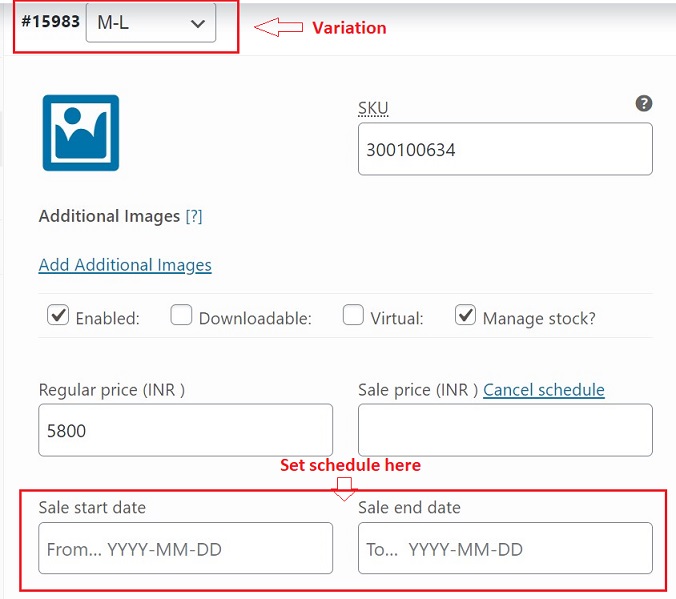 #15983 M-L Variation
SKU ?
300100634
Additional Images [?]
Add Additional Images
Enabled: Downloadable: Virtual: Manage stock?
Regular price (INR ) Sale price (INR ) Cancel schedule
5800
Set schedule here
Sale start date Sale end date
From... YYYY-MM-DD To... YYYY-MM-DD